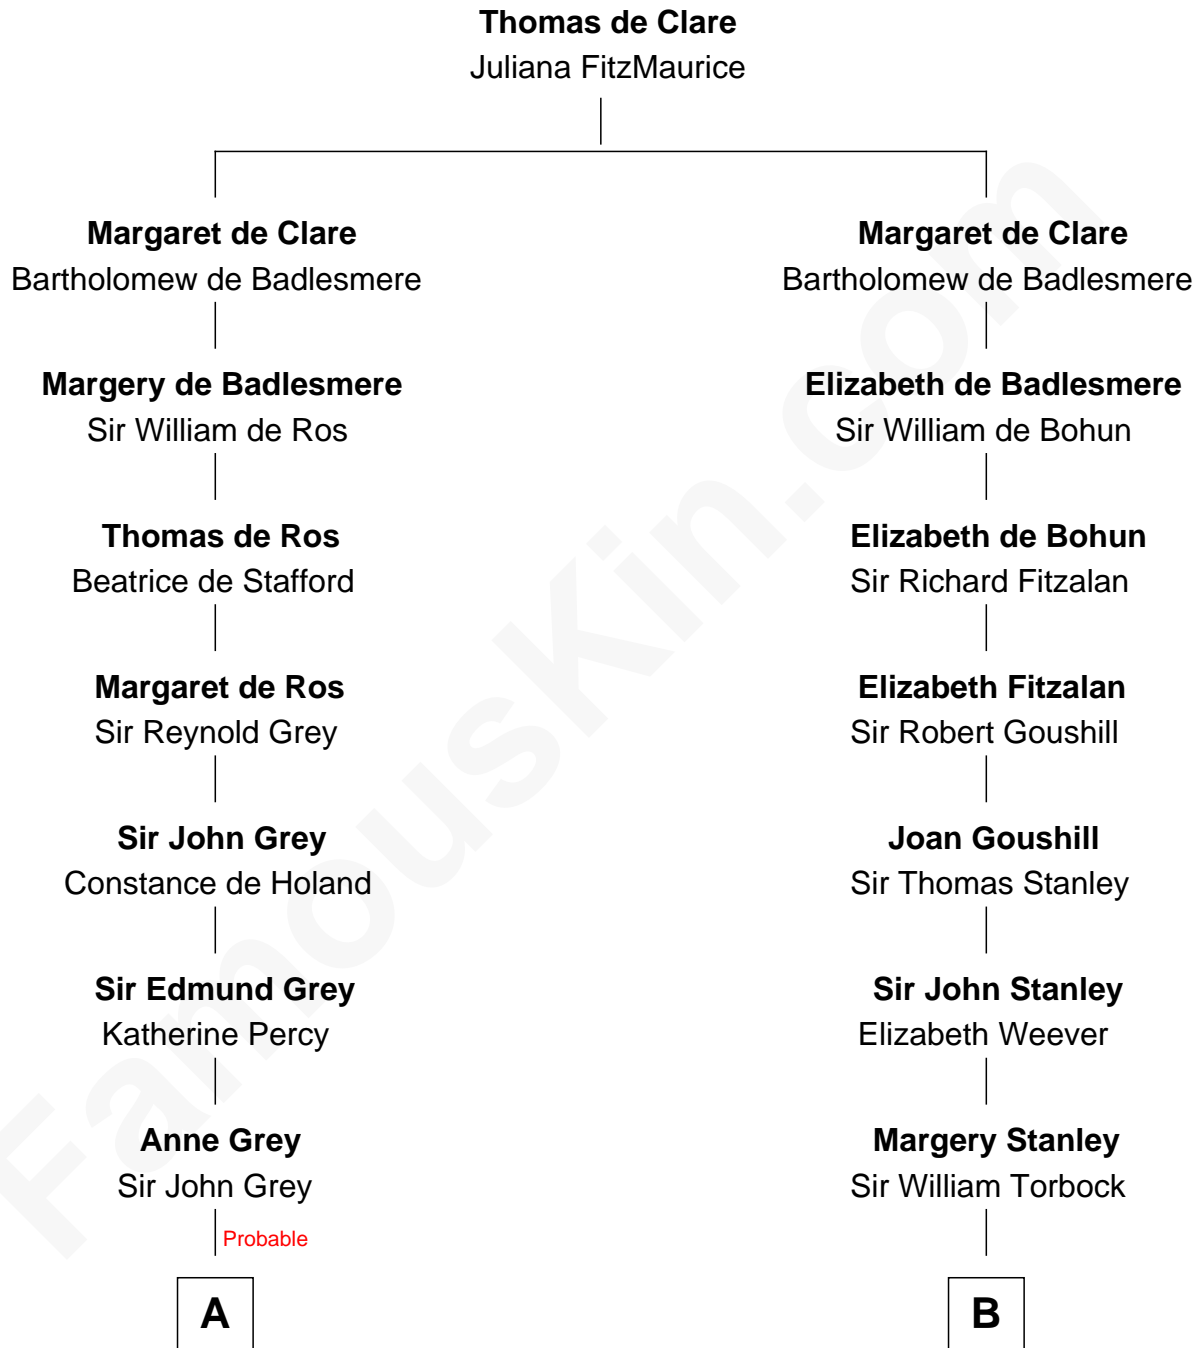 Thomas de Clare
Juliana FitzMaurice
Margaret de Clare
Bartholomew de Badlesmere
Margery de Badlesmere
Sir William de Ros
Thomas de Ros
Beatrice de Stafford
Margaret de Ros
Sir Reynold Grey
Sir John Grey
Constance de Holand
Sir Edmund Grey
Katherine Percy
Anne Grey
Sir John Grey
Probable
A
Margaret de Clare
Bartholomew de Badlesmere
Elizabeth de Badlesmere
Sir William de Bohun
Elizabeth de Bohun
Sir Richard Fitzalan
Elizabeth Fitzalan
Sir Robert Goushill
Joan Goushill
Sir Thomas Stanley
Sir John Stanley
Elizabeth Weever
Margery Stanley
Sir William Torbock
B
FamousKin.com